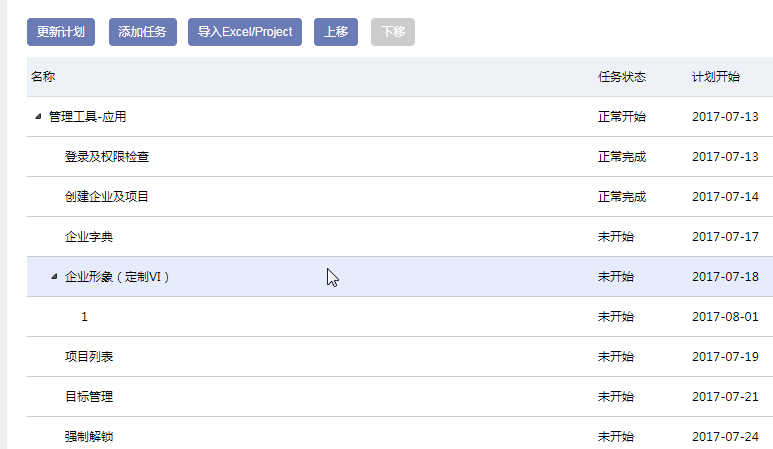 更新计划 添加任务 导入Excel/Project 上移 下移
名称 任务状态 计划开始
管理工具-应用 正常开始 2017-07-13
登录及权限检查 正常完成 2017-07-13
创建企业及项目 正常完成 2017-07-14
企业字典 未开始 2017-07-17
企业形象（定制VI） 未开始 2017-07-18
1 未开始 2017-08-01
项目列表 未开始 2017-07-19
目标管理 未开始 2017-07-21
强制解锁 未开始 2017-07-24